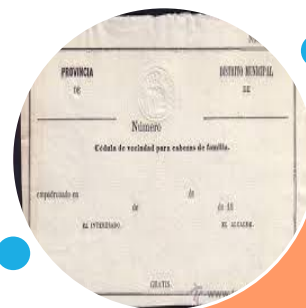 PROVINCIA DISTRITO MUNICIPAL
DE DE
Número
Cédula de vecindad para cabezas de familia.
empadronado en de
de de 18
EL INTERESADO. EL ALCALDE.
GRATIS.